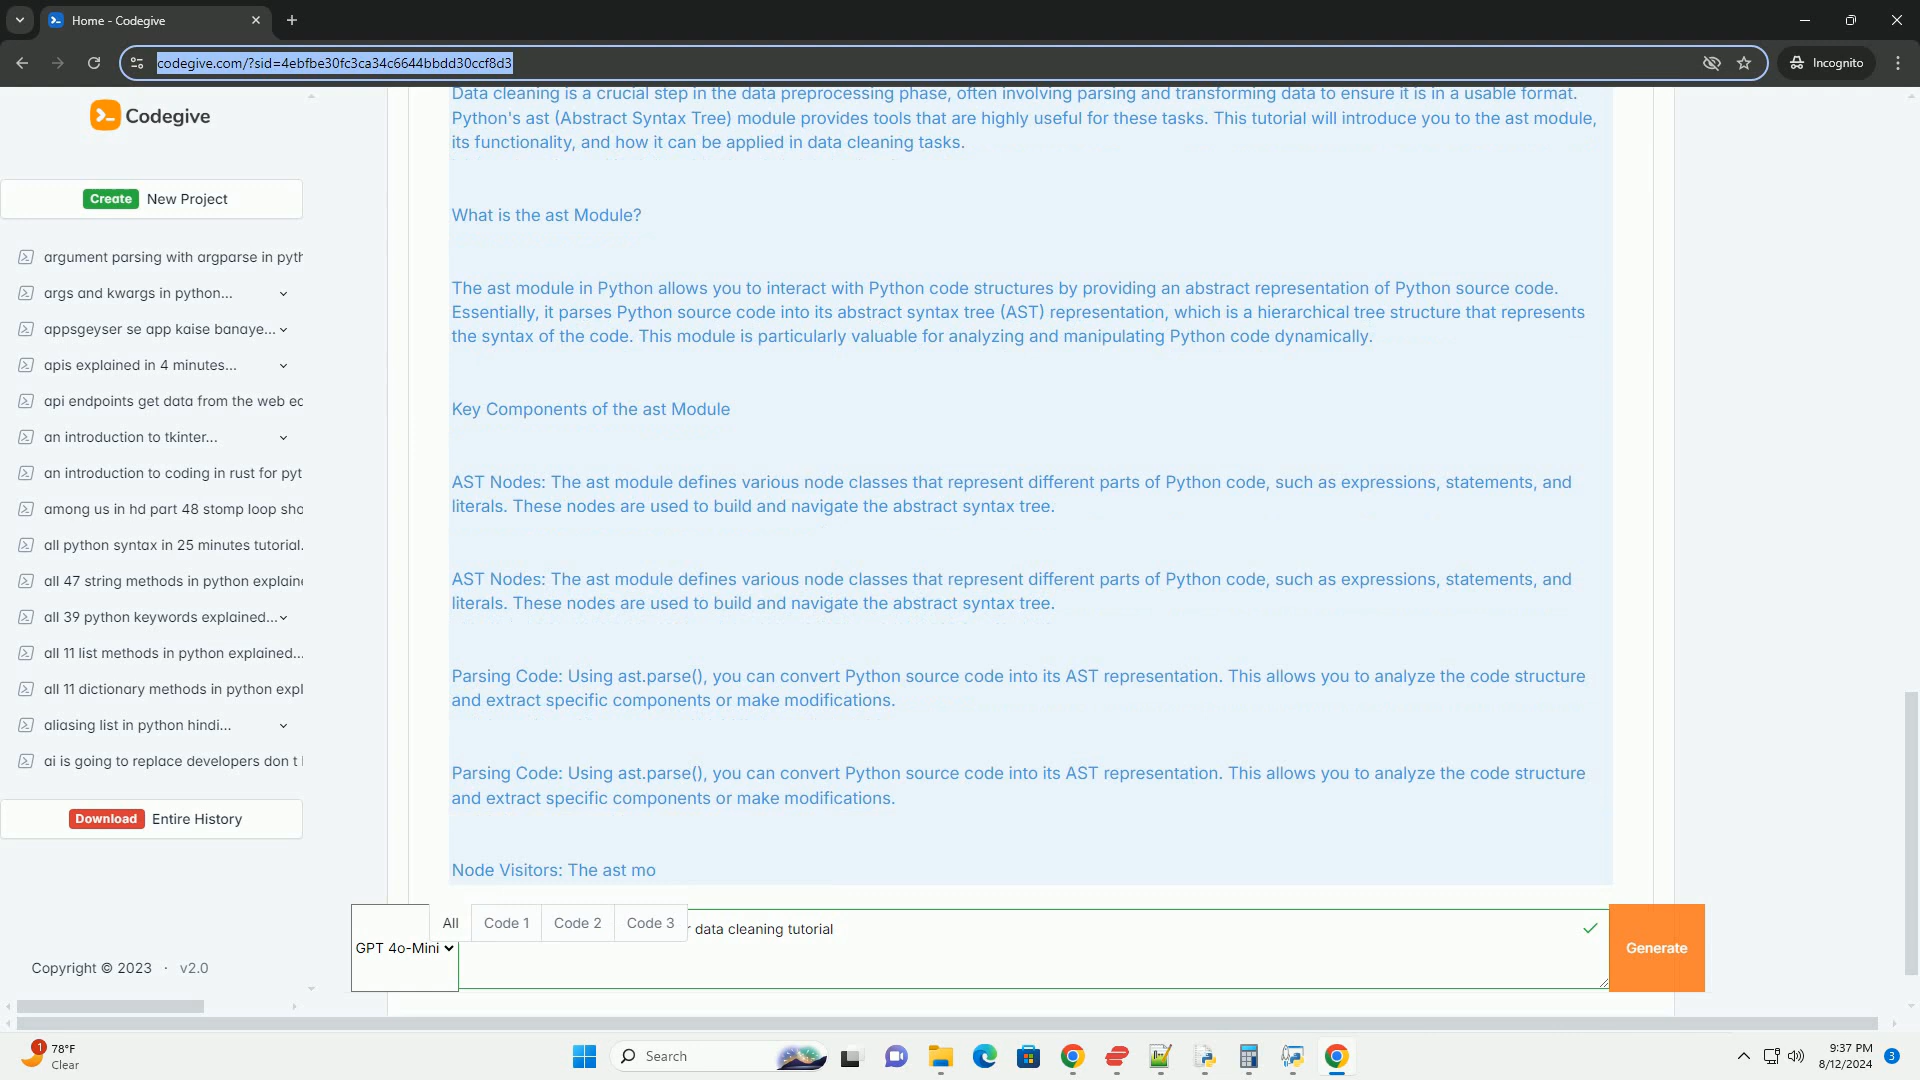 Home - Codegive
codegive.com/?sid=4ebfbe30fc3ca34c6644bbdd30ccf8d3
Incognito
Codegive
Create New Project
argument parsing with argparse in pyth
args and kwargs in python...
appsgeyser se app kaise banaye...
apis explained in 4 minutes...
api endpoints get data from the web ec
an introduction to tkinter...
an introduction to coding in rust for pyt
among us in hd part 48 stomp loop sho
all python syntax in 25 minutes tutorial.
all 47 string methods in python explaine
all 39 python keywords explained...
all 11 list methods in python explained...
all 11 dictionary methods in python expl
aliasing list in python hindi...
ai is going to replace developers don t
Download Entire History
Copyright © 2023 · v2.0
Data cleaning is a crucial step in the data preprocessing phase, often involving parsing and transforming data to ensure it is in a usable format.
Python's ast (Abstract Syntax Tree) module provides tools that are highly useful for these tasks. This tutorial will introduce you to the ast module,
its functionality, and how it can be applied in data cleaning tasks.
What is the ast Module?
The ast module in Python allows you to interact with Python code structures by providing an abstract representation of Python source code.
Essentially, it parses Python source code into its abstract syntax tree (AST) representation, which is a hierarchical tree structure that represents
the syntax of the code. This module is particularly valuable for analyzing and manipulating Python code dynamically.
Key Components of the ast Module
AST Nodes: The ast module defines various node classes that represent different parts of Python code, such as expressions, statements, and
literals. These nodes are used to build and navigate the abstract syntax tree.
AST Nodes: The ast module defines various node classes that represent different parts of Python code, such as expressions, statements, and
literals. These nodes are used to build and navigate the abstract syntax tree.
Parsing Code: Using ast.parse(), you can convert Python source code into its AST representation. This allows you to analyze the code structure
and extract specific components or make modifications.
Parsing Code: Using ast.parse(), you can convert Python source code into its AST representation. This allows you to analyze the code structure
and extract specific components or make modifications.
Node Visitors: The ast mo
All Code 1 Code 2 Code 3
data cleaning tutorial
GPT 4o-Mini
Generate
1
78°F
Clear
Search
9:37 PM
8/12/2024
3